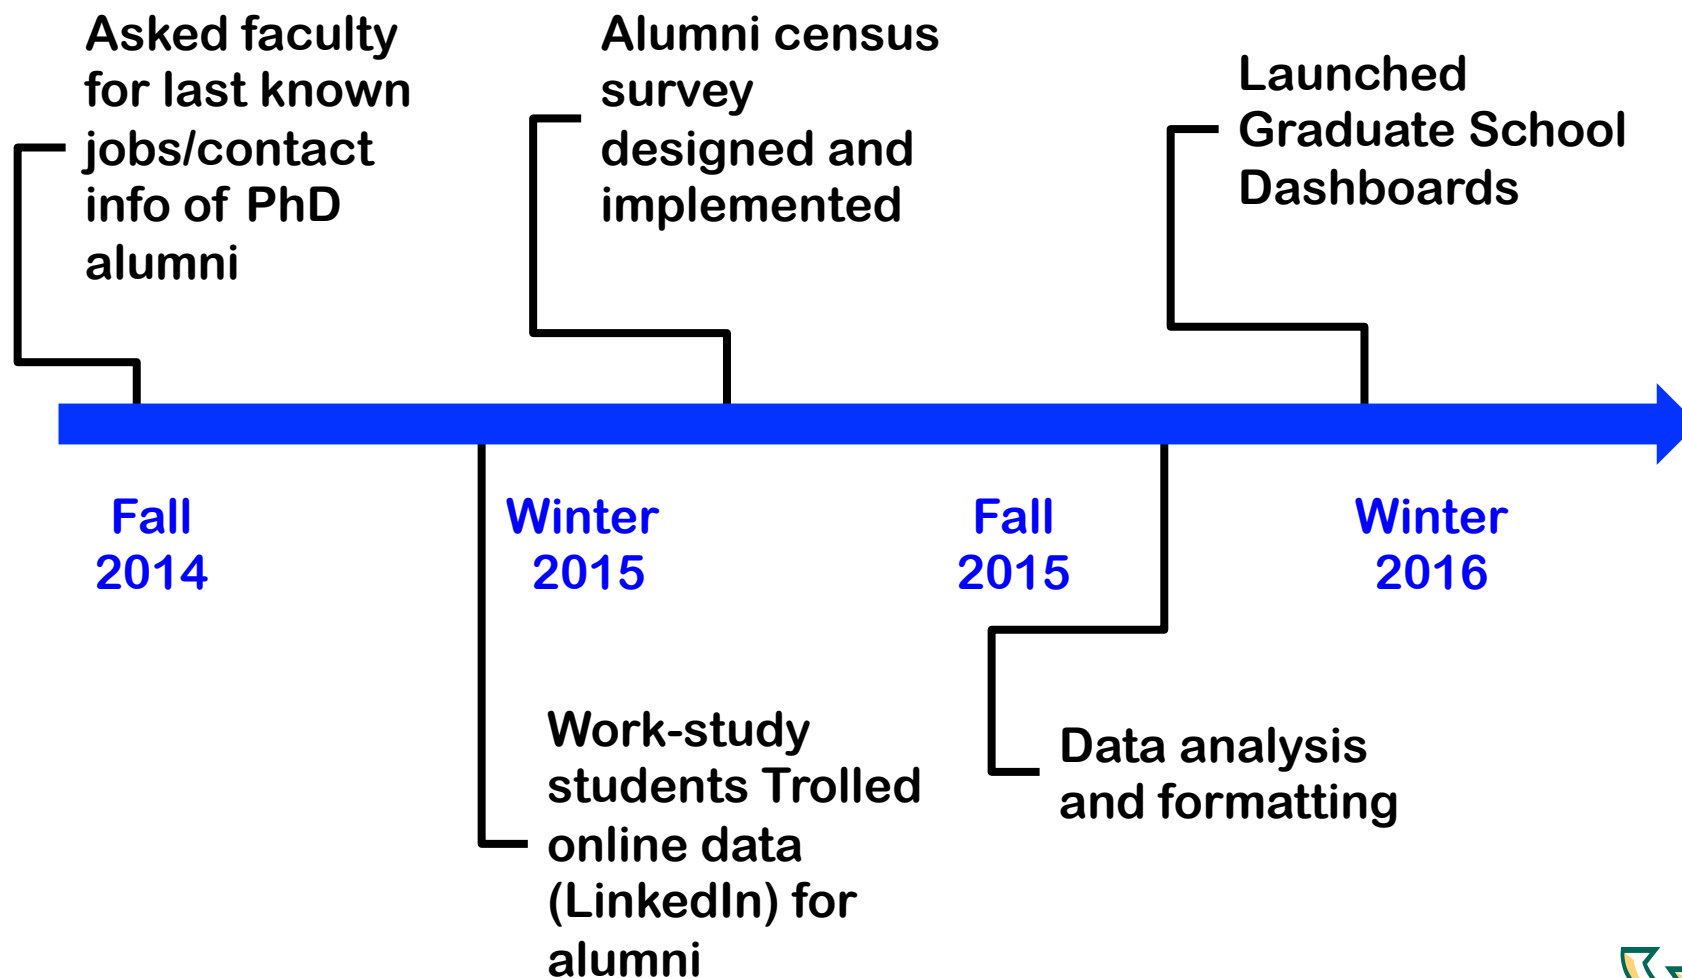 Asked faculty
for last known
jobs/contact
info of PhD
alumni
Alumni census
survey
designed and
implemented
Launched
Graduate School
Dashboards
Fall
2014
Winter
2015
Fall
2015
Winter
2016
Work-study
students Trolled
online data
(LinkedIn) for
alumni
Data analysis
and formatting